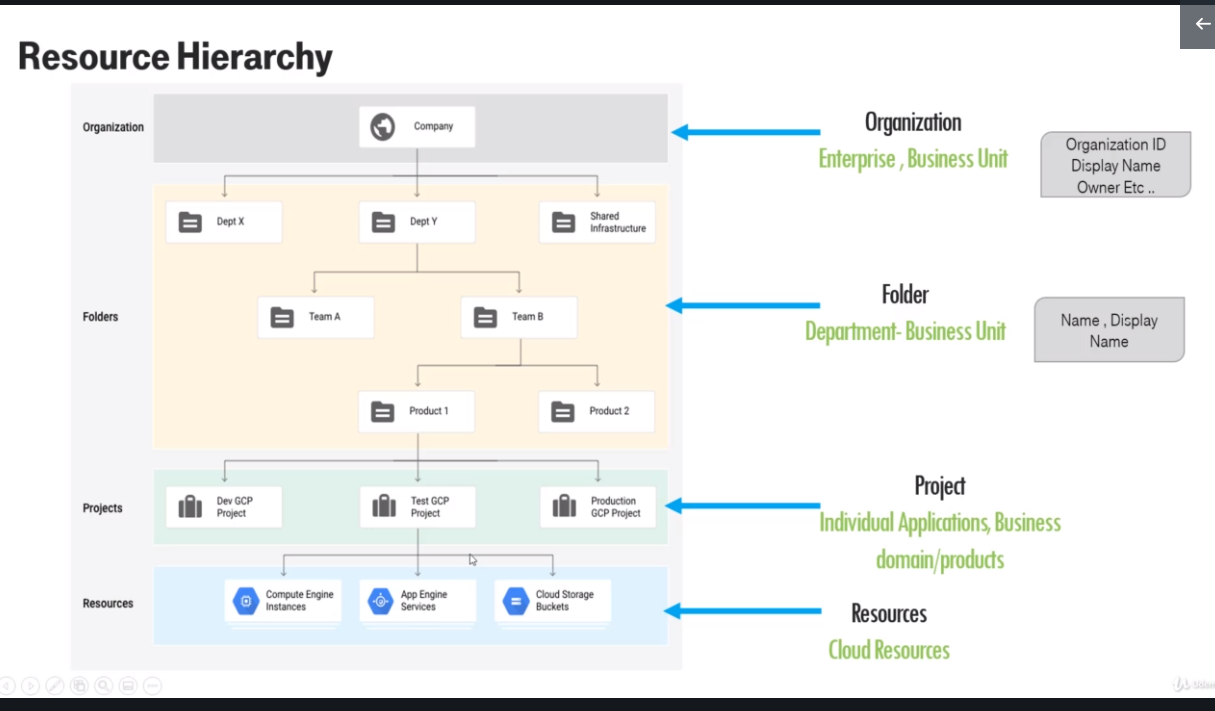 Resource Hierarchy
Organization
Company
Dept X
Dept Y
Shared
Infrastructure
Folders
Team A
Team B
Product 1
Product 2
Projects
Dev GCP
Project
Test GCP
Project
Production
GCP Project
Resources
Compute Engine
Instances
App Engine
Services
Cloud Storage
Buckets
Organization
Enterprise , Business Unit
Organization ID
Display Name
Owner Etc ..
Folder
Department- Business Unit
Name , Display
Name
Project
Individual Applications, Business
domain/products
Resources
Cloud Resources